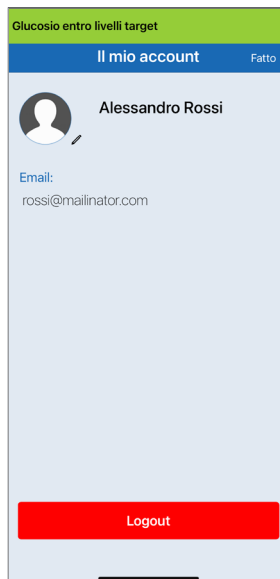 Glucosio entro livelli target
Il mio account
Fatto
Alessandro Rossi
Email:
rossi@mailinator.com
Logout